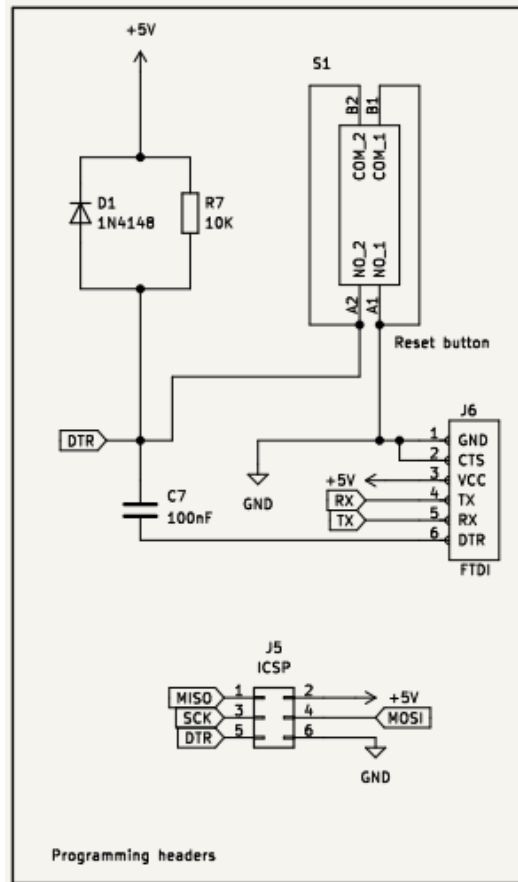 +5V
D1
1N4148
R7
10K
S1
B2
B1
COM_2
COM_1
NO_2
NO_1
A2
A1
Reset button
DTR
C7
100nF
GND
J6
1 GND
2 CTS
+5V 3 VCC
RX 4 TX
TX 5 RX
6 DTR
FTDI
J5
ICSP
MISO 1 2 +5V
SCK 3 4 MOSI
DTR 5 6
GND
Programming headers